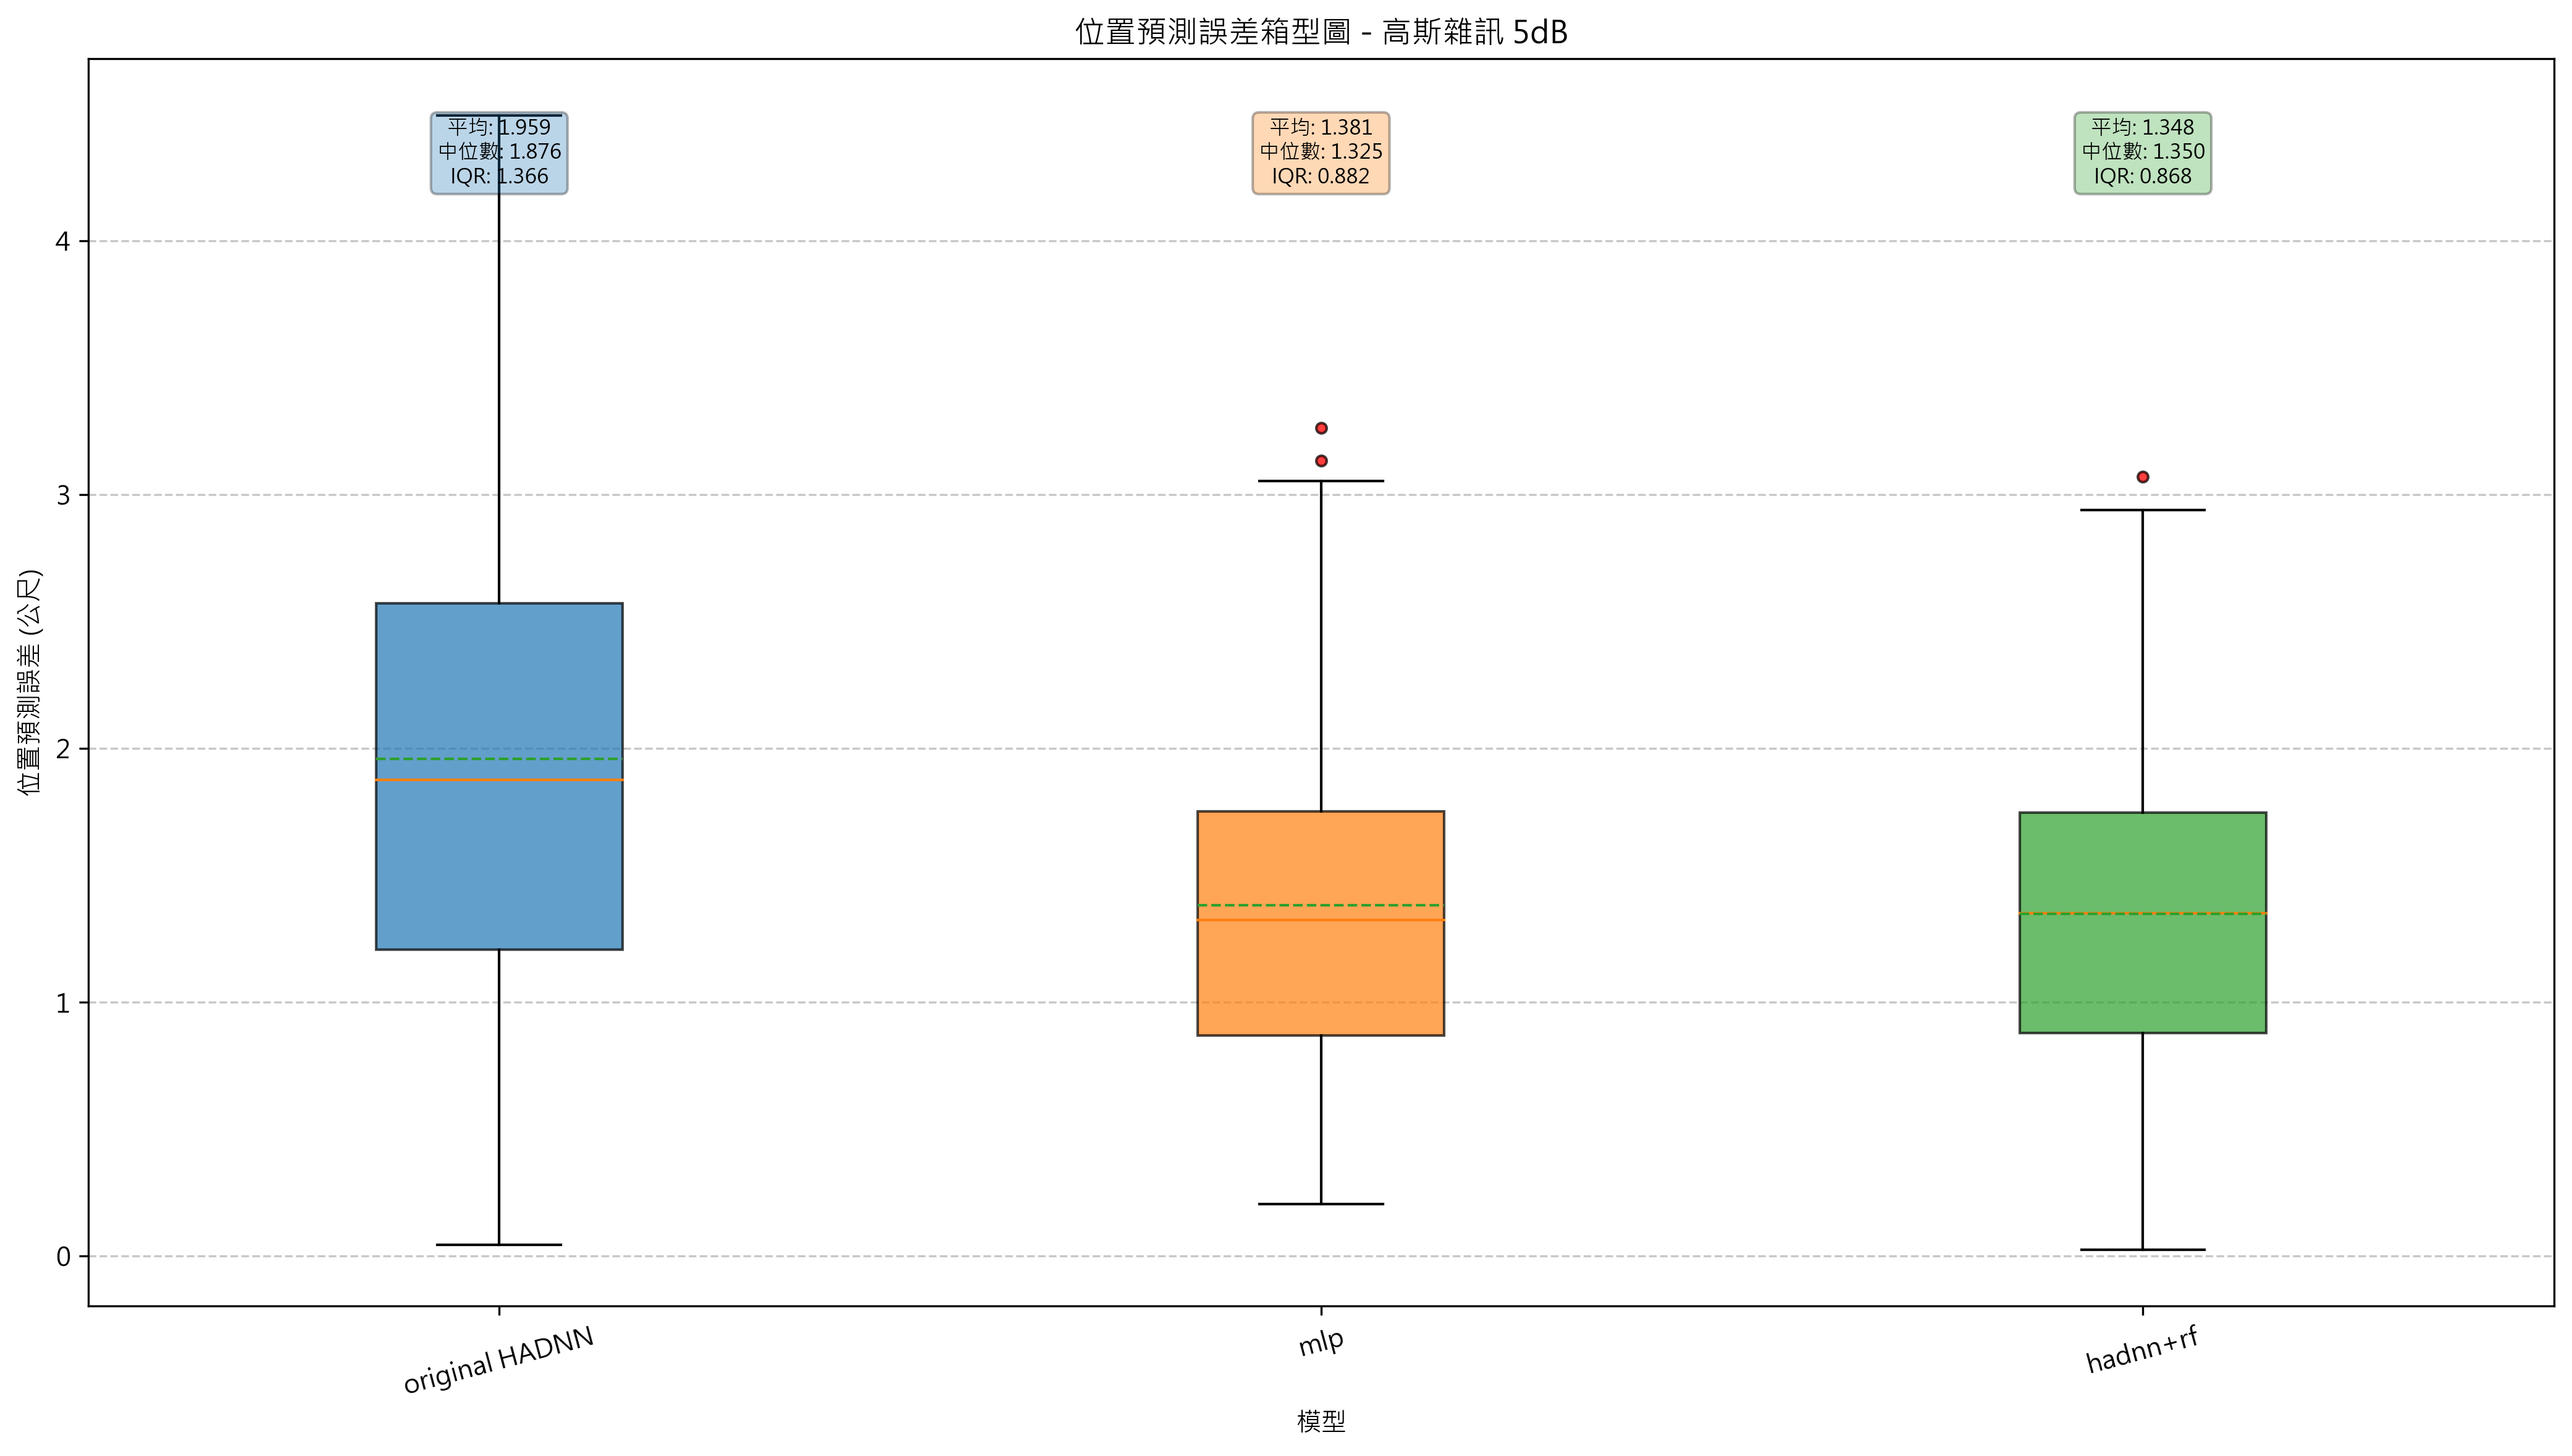 位置預測誤差箱型圖 - 高斯雜訊 5dB
平均: 1.959
中位數: 1.876
IQR: 1.366
平均: 1.381
中位數: 1.325
IQR: 0.882
平均: 1.348
中位數: 1.350
IQR: 0.868
位置預測誤差 (公尺)
4
3
2
1
0
original HADNN
mlp
hadnn+rf
模型